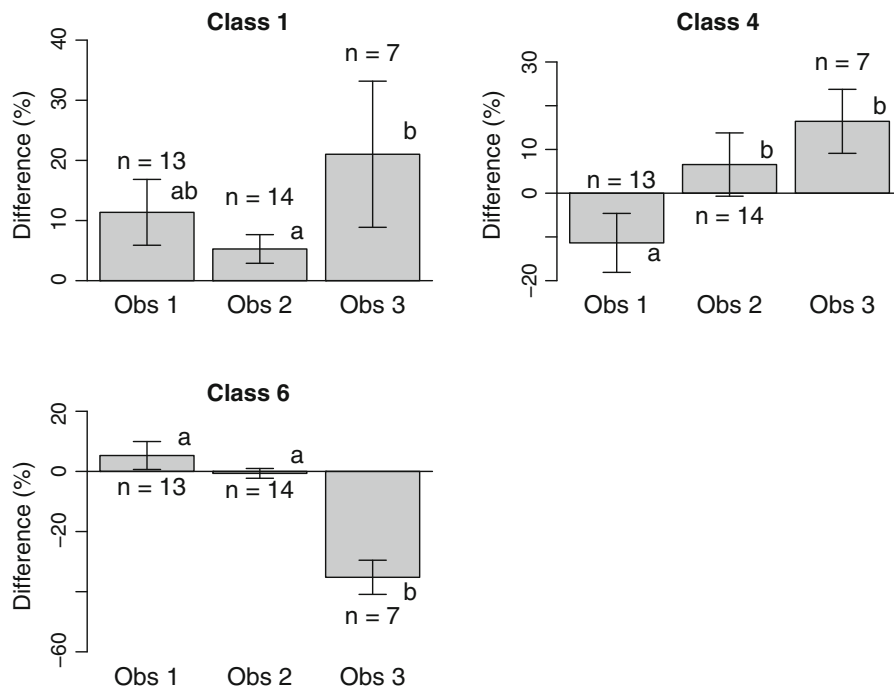 Class 1
Difference (%)
40
30
20
10
0
n = 13
ab
n = 14
a
n = 7
b
Obs 1 Obs 2 Obs 3
Class 4
Difference (%)
30
10
0
−20
n = 13
a
n = 14
b
n = 7
b
Obs 1 Obs 2 Obs 3
Class 6
Difference (%)
20
0
−20
−60
a
n = 13
a
n = 14
b
n = 7
Obs 1 Obs 2 Obs 3